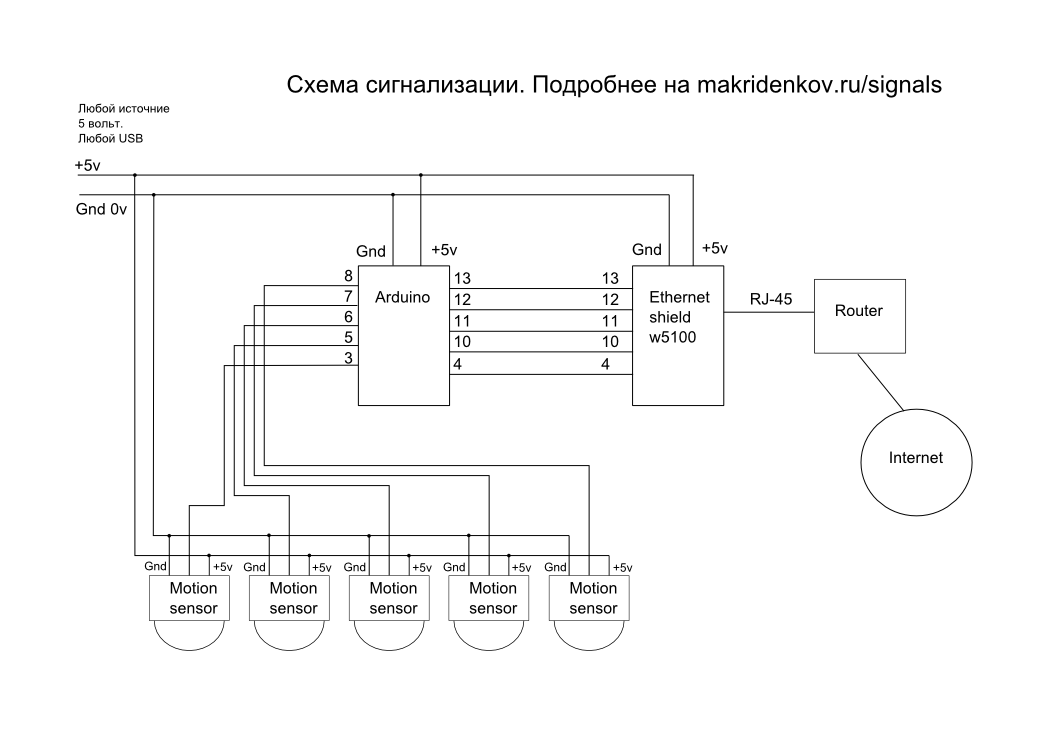 Схема сигнализации. Подробнее на makridenkov.ru/signals
Любой источние
5 вольт.
Любой USB
+5v
Gnd 0v
Gnd
+5v
Gnd
+5v
8
7
6
5
3
Arduino
13
12
11
10
4
13
12
11
10
4
Ethernet
shield
w5100
RJ-45
Router
Internet
Gnd
+5v
Gnd
+5v
Gnd
+5v
Gnd
+5v
Gnd
+5v
Motion
sensor
Motion
sensor
Motion
sensor
Motion
sensor
Motion
sensor